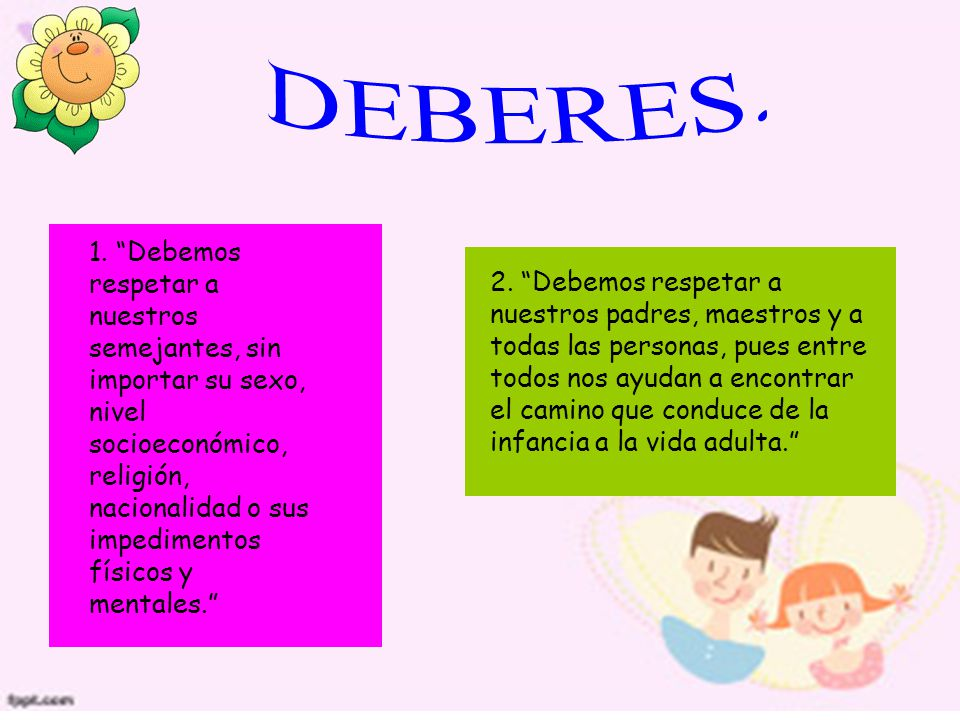 DEBERES.
1. “Debemos
respetar a
nuestros
semejantes, sin
importar su sexo,
nivel
socioeconómico,
religión,
nacionalidad o sus
impedimentos
físicos y
mentales.”
2. “Debemos respetar a
nuestros padres, maestros y a
todas las personas, pues entre
todos nos ayudan a encontrar
el camino que conduce de la
infancia a la vida adulta.”
fppt.com